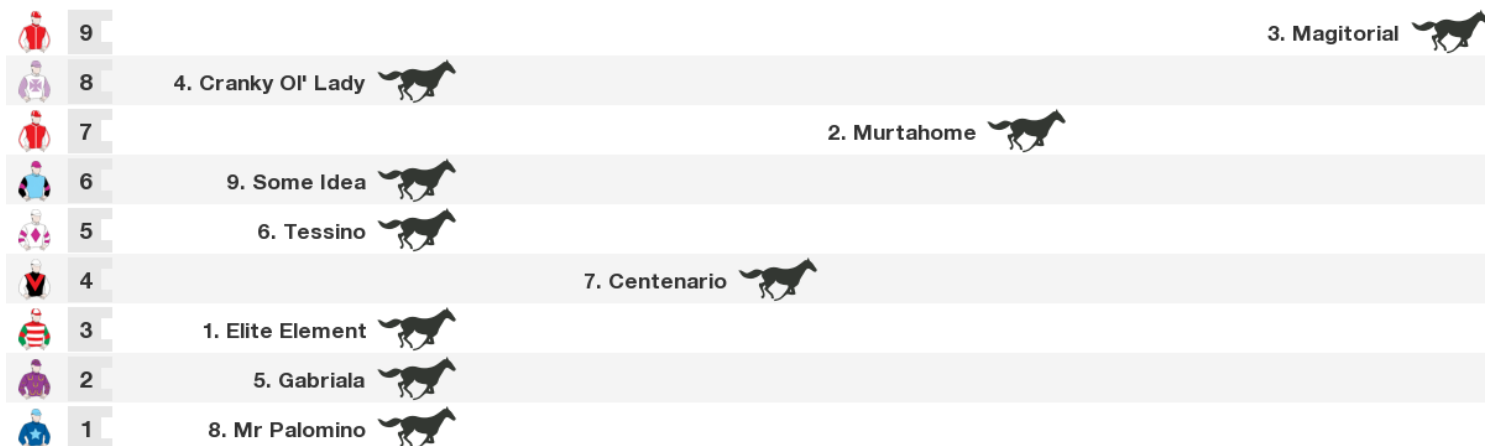 9 3. Magitorial
8 4. Cranky Ol' Lady
7 2. Murtahome
6 9. Some Idea
5 6. Tessino
4 7. Centenario
3 1. Elite Element
2 5. Gabriala
1 8. Mr Palomino